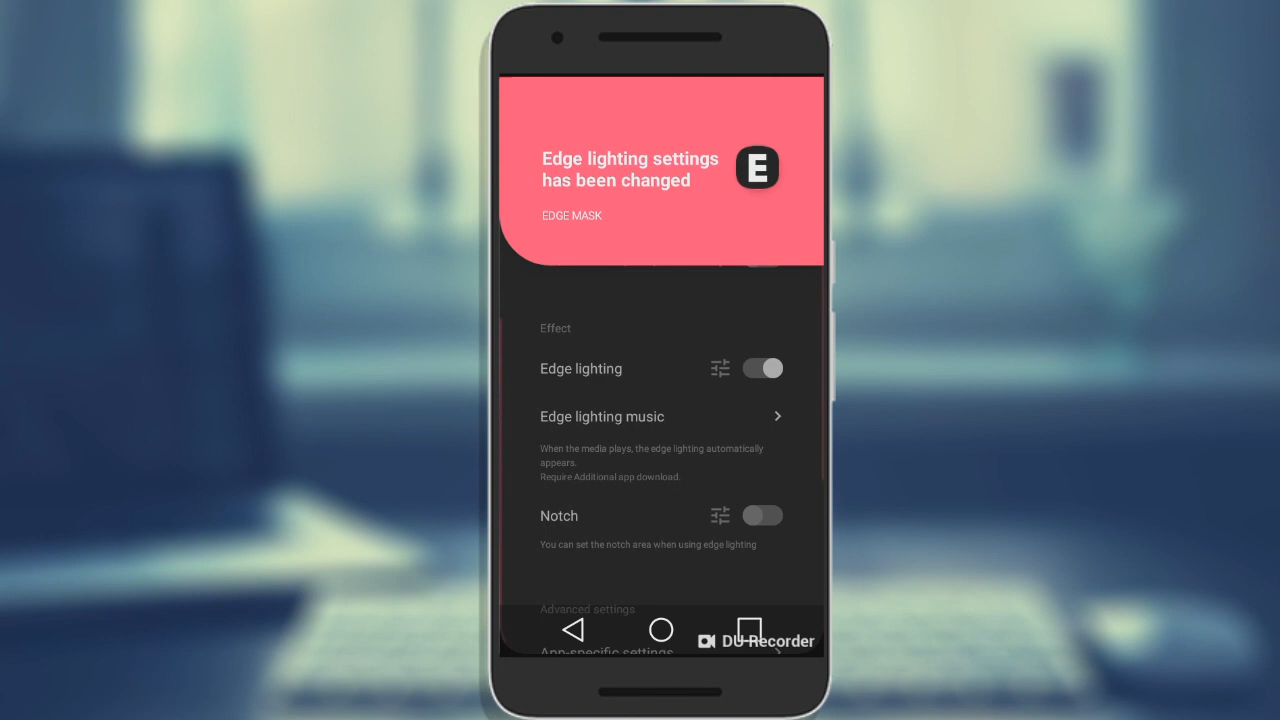 Edge lighting settings
has been changed
E
EDGE MASK
Effect
Edge lighting
Edge lighting music
When the media plays, the edge lighting automatically
appears.
Require Additional app download.
Notch
You can set the notch area when using edge lighting
Advanced settings
App-specific settings
DU Recorder